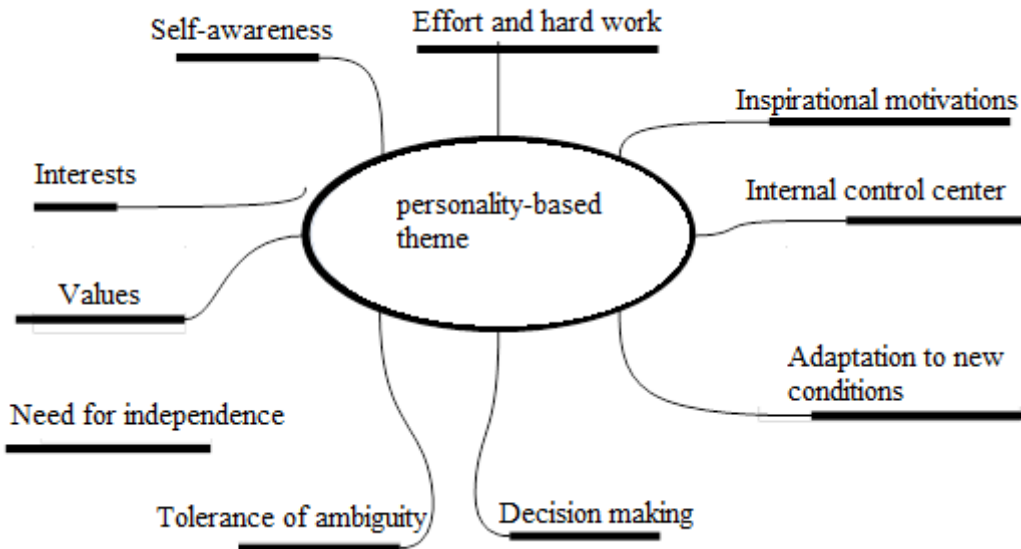 Effort and hard work
Self-awareness
Inspirational motivations
Interests
Internal control center
personality-based
theme
Values
Adaptation to new
conditions
Need for independence
Tolerance of ambiguity
Decision making